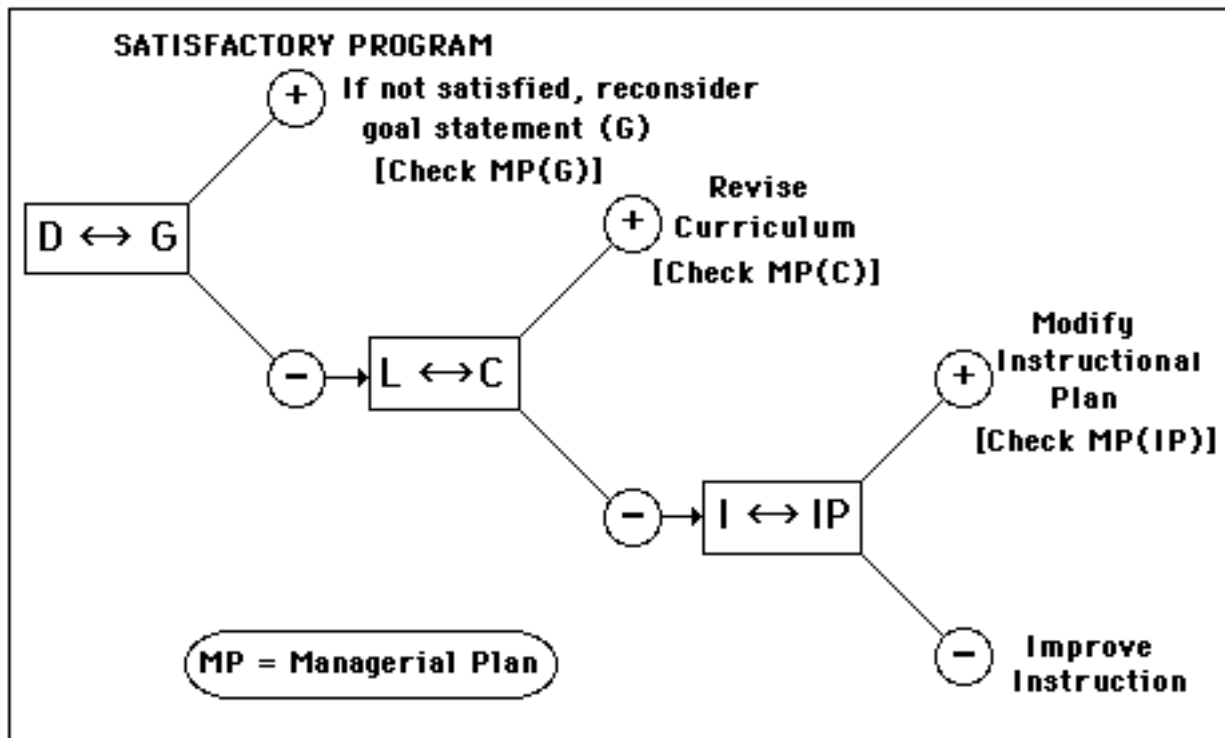 SATISFACTORY PROGRAM
+
If not satisfied, reconsider
goal statement (G)
[Check MP(G)]
D ↔ G
+
Revise
Curriculum
[Check MP(C)]
−
L ↔ C
+
Modify
Instructional
Plan
[Check MP(IP)]
−
I ↔ IP
−
Improve
Instruction
MP = Managerial Plan